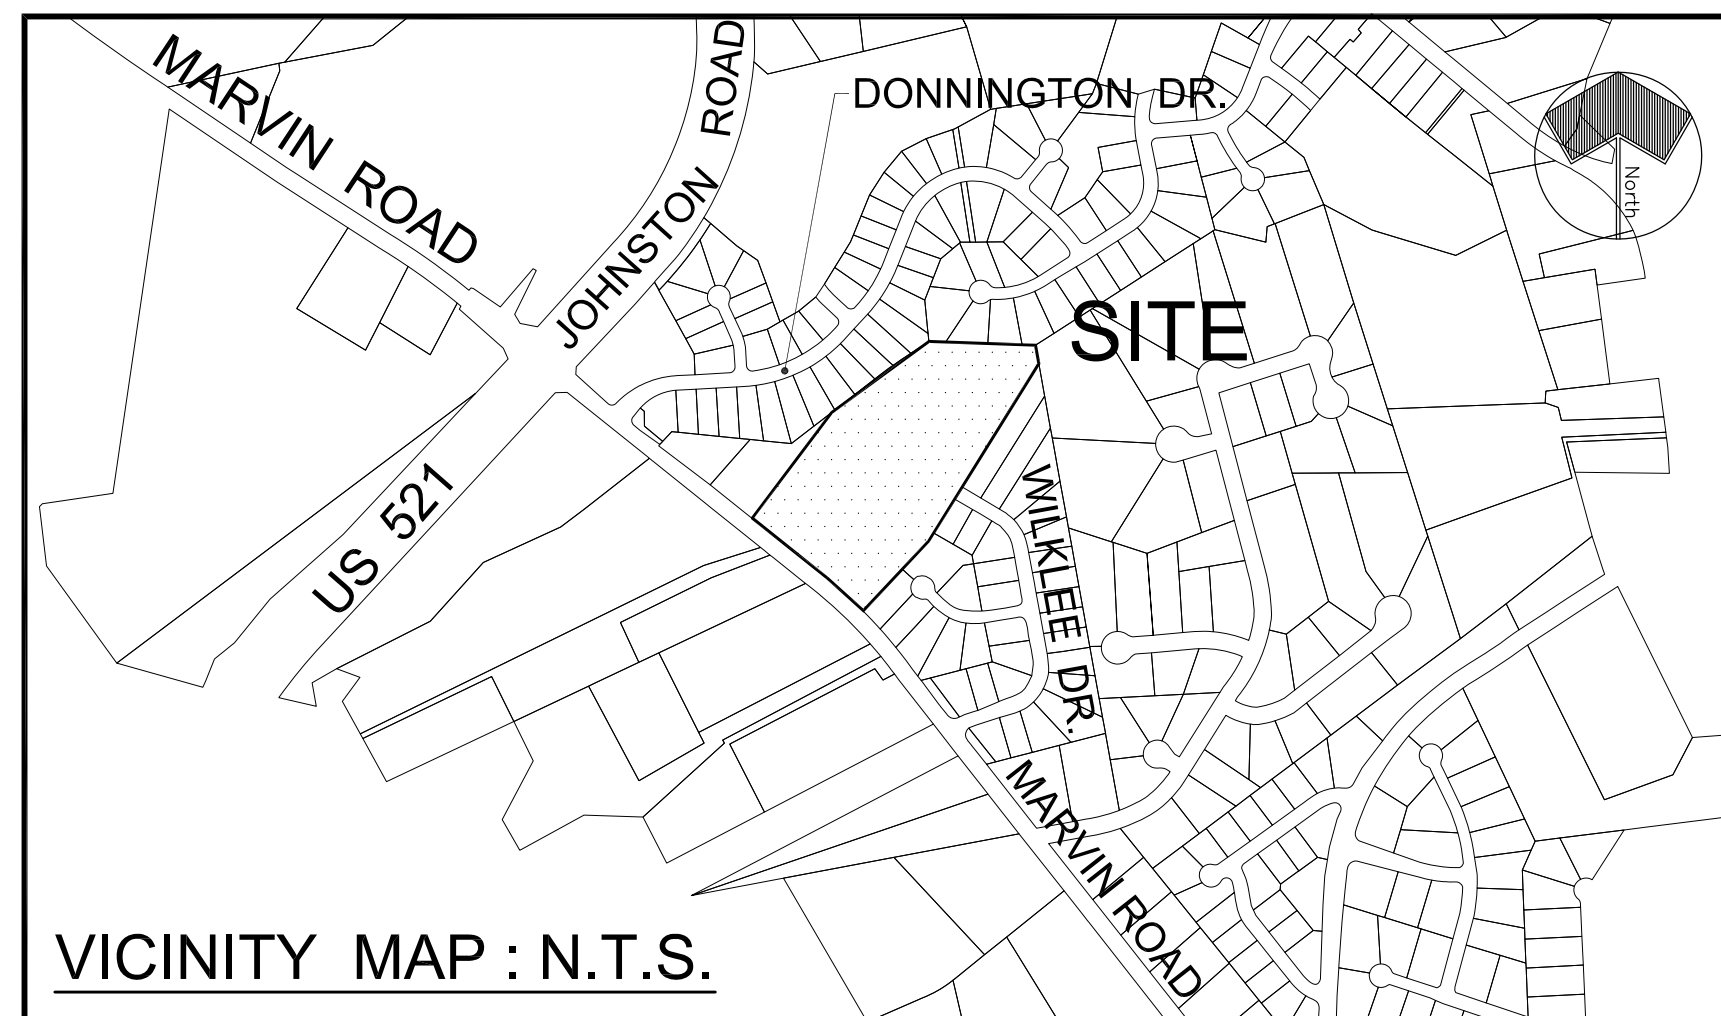 MARVIN ROAD
JOHNSTON ROAD
DONNINGTON DR.
North
SITE
US 521
WILKLEE DR.
MARVIN ROAD
VICINITY MAP : N.T.S.